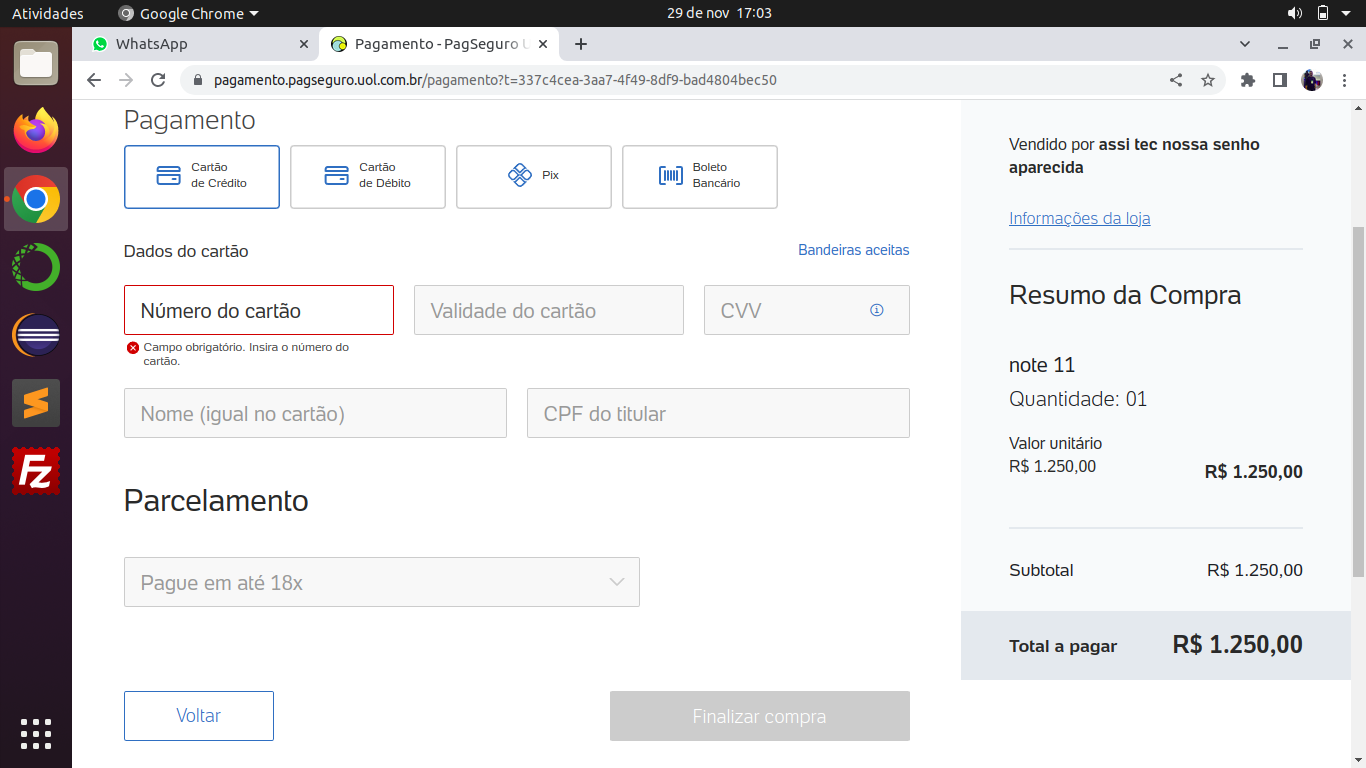 Atividades
Google Chrome
29 de nov 17:03
WhatsApp
Pagamento - PagSeguro U
pagamento.pagseguro.uol.com.br/pagamento?t=337c4cea-3aa7-4f49-8df9-bad4804bec50
Pagamento
Cartão
de Crédito
Cartão
de Débito
Pix
Boleto
Bancário
Dados do cartão
Bandeiras aceitas
Número do cartão
Validade do cartão
CVV
Campo obrigatório. Insira o número do
cartão.
Nome (igual no cartão)
CPF do titular
Parcelamento
Pague em até 18x
Voltar
Finalizar compra
Vendido por assi tec nossa senho
aparecida
Informações da loja
Resumo da Compra
note 11
Quantidade: 01
Valor unitário
R$ 1.250,00
R$ 1.250,00
Subtotal
R$ 1.250,00
Total a pagar
R$ 1.250,00
Fz